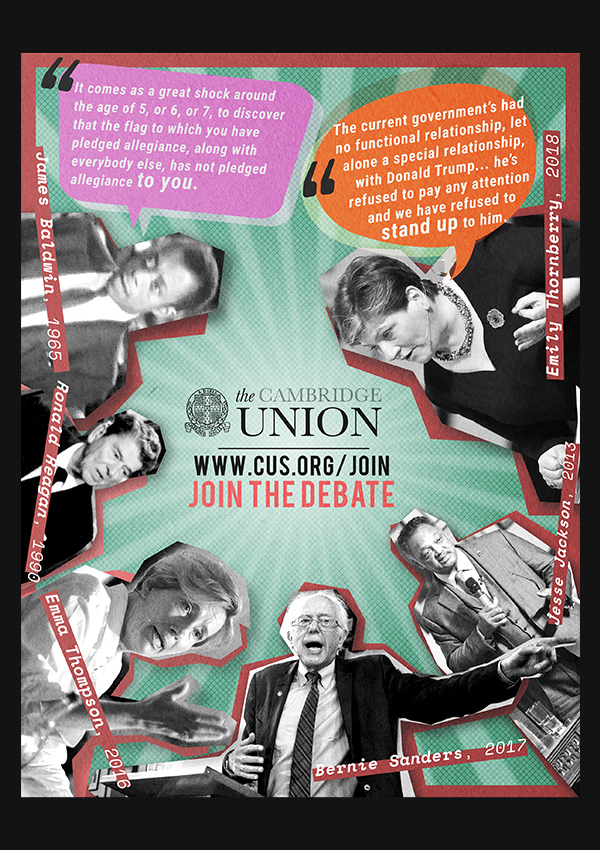 It comes as a great shock around
the age of 5, or 6, or 7, to discover
that the flag to which you have
pledged allegiance, along with
everybody else, has not pledged
allegiance to you.
The current government's had
no functional relationship, let
alone a special relationship,
with Donald Trump... he's
refused to pay any attention
and we have refused to
stand up to him.
James Baldwin, 1965
Emily Thornberry, 2018
the CAMBRIDGE
UNION
WWW.CUS.ORG/JOIN
JOIN THE DEBATE
Ronald Reagan, 1990
Jesse Jackson, 2013
Emma Thompson, 2016
Bernie Sanders, 2017